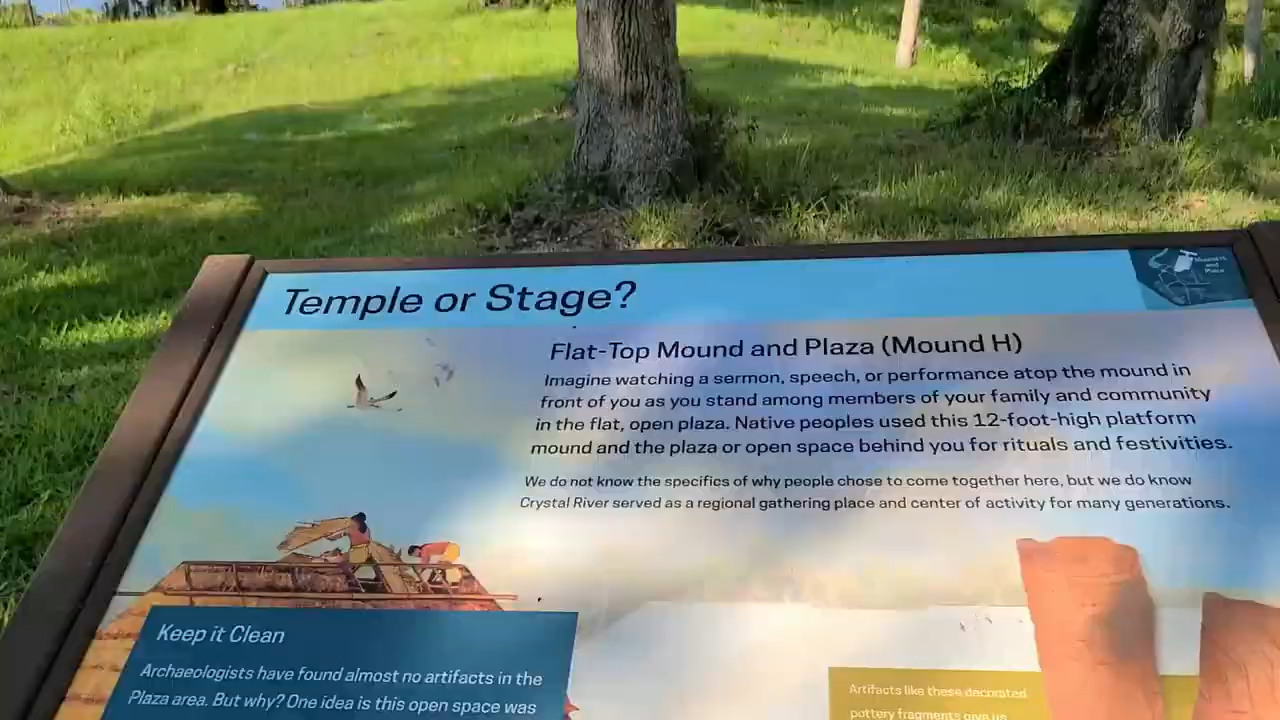 Temple or Stage?
Mound H
and
Plaza
Flat-Top Mound and Plaza (Mound H)
Imagine watching a sermon, speech, or performance atop the mound in
front of you as you stand among members of your family and community
in the flat, open plaza. Native peoples used this 12-foot-high platform
mound and the plaza or open space behind you for rituals and festivities.
We do not know the specifics of why people chose to come together here, but we do know
Crystal River served as a regional gathering place and center of activity for many generations.
Keep it Clean
Archaeologists have found almost no artifacts in the
Plaza area. But why? One idea is this open space was
Artifacts like these decorated
pottery fragments give us